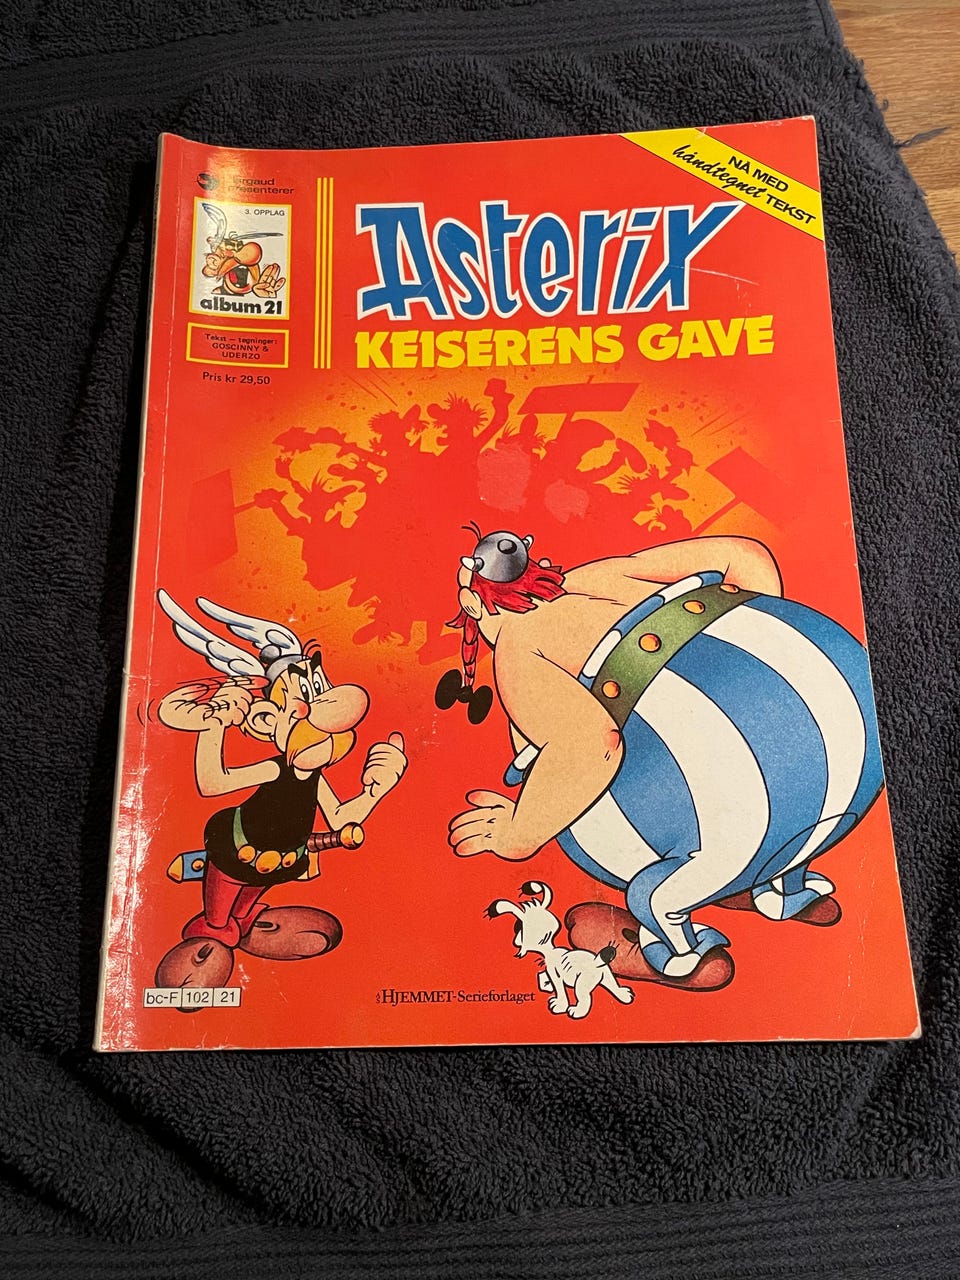 presenterer
3. OPPLAG
album 21
Tekst – tegninger:
GOSCINNY &
UDERZO
Pris kr 29,50
NÅ MED
håndtegnet TEKST
Asterix
KEISERENS GAVE
HJEMMET-Serieforlaget
bc-F 102 21